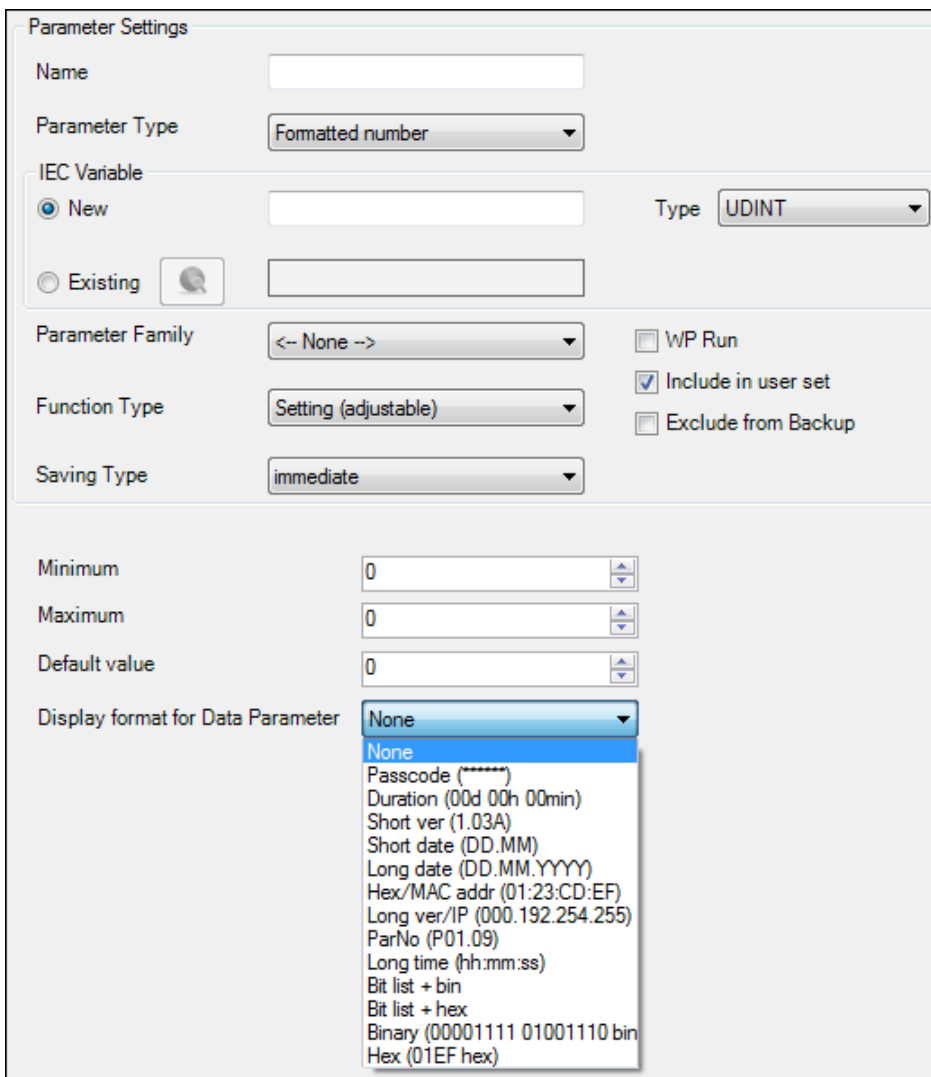 Parameter Settings
Name
Parameter Type Formatted number
IEC Variable
New Type UDINT
Existing
Parameter Family <-- None --> WP Run
Include in user set
Function Type Setting (adjustable)
Exclude from Backup
Saving Type immediate
Minimum 0
Maximum 0
Default value 0
Display format for Data Parameter None
None
Passcode (******)
Duration (00d 00h 00min)
Short ver (1.03A)
Short date (DD.MM)
Long date (DD.MM.YYYY)
Hex/MAC addr (01:23:CD:EF)
Long ver/IP (000.192.254.255)
ParNo (P01.09)
Long time (hh:mm:ss)
Bit list + bin
Bit list + hex
Binary (00001111 01001110 bin
Hex (01EF hex)